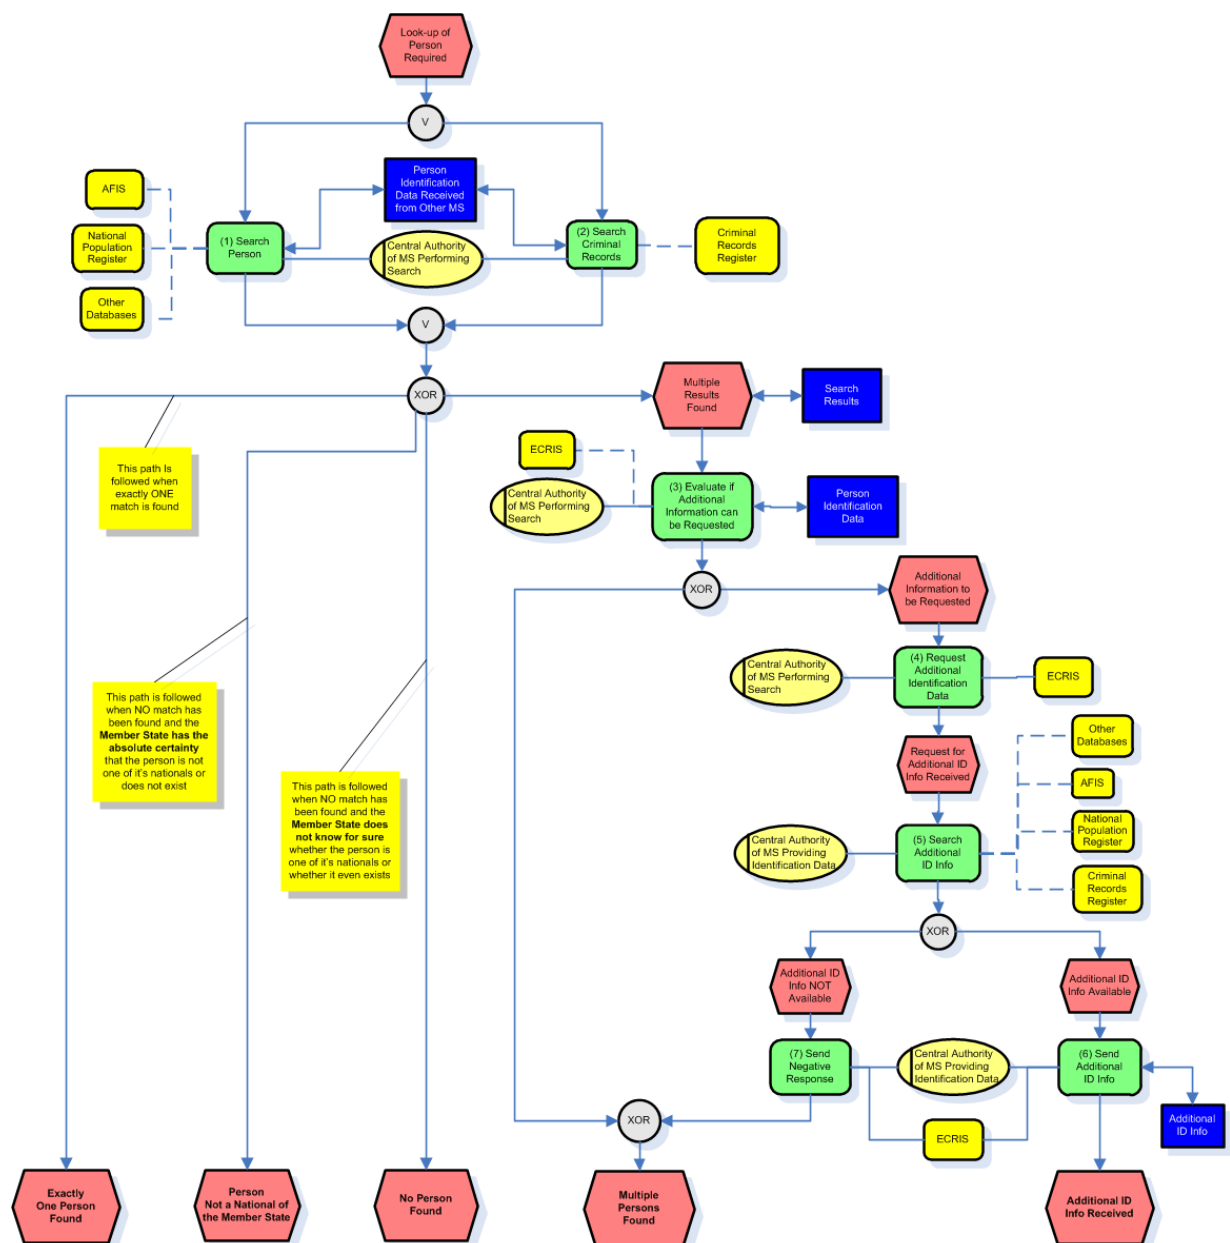 Look-up of
Person
Required
V
Person
Identification
Data Received
from Other MS
AFIS
National
Population
Register
Other
Databases
(1) Search
Person
Central Authority
of MS Performing
Search
(2) Search
Criminal
Records
Criminal
Records
Register
V
XOR
Multiple
Results
Found
Search
Results
This path Is
followed when
exactly ONE
match is found
ECRIS
Central Authority
of MS Performing
Search
(3) Evaluate if
Additional
Information can
be Requested
Person
Identification
Data
XOR
Additional
Information to
be Requested
Central Authority
of MS Performing
Search
(4) Request
Additional
Identification
Data
ECRIS
This path is followed
when NO match has
been found and the
Member State has the
absolute certainty
that the person is not
one of it's nationals or
does not exist
This path is followed
when NO match has
been found and the
Member State does
not know for sure
whether the person is
one of it's nationals or
whether it even exists
Request for
Additional ID
Info Received
Other
Databases
AFIS
National
Population
Register
Criminal
Records
Register
Central Authority
of MS Providing
Identification Data
(5) Search
Additional
ID Info
XOR
Additional ID
Info NOT
Available
Additional ID
Info Available
(7) Send
Negative
Response
Central Authority
of MS Providing
Identification Data
(6) Send
Additional
ID Info
ECRIS
Additional
ID Info
XOR
Exactly
One Person
Found
Person
Not a National of
the Member State
No Person
Found
Multiple
Persons
Found
Additional ID
Info Received